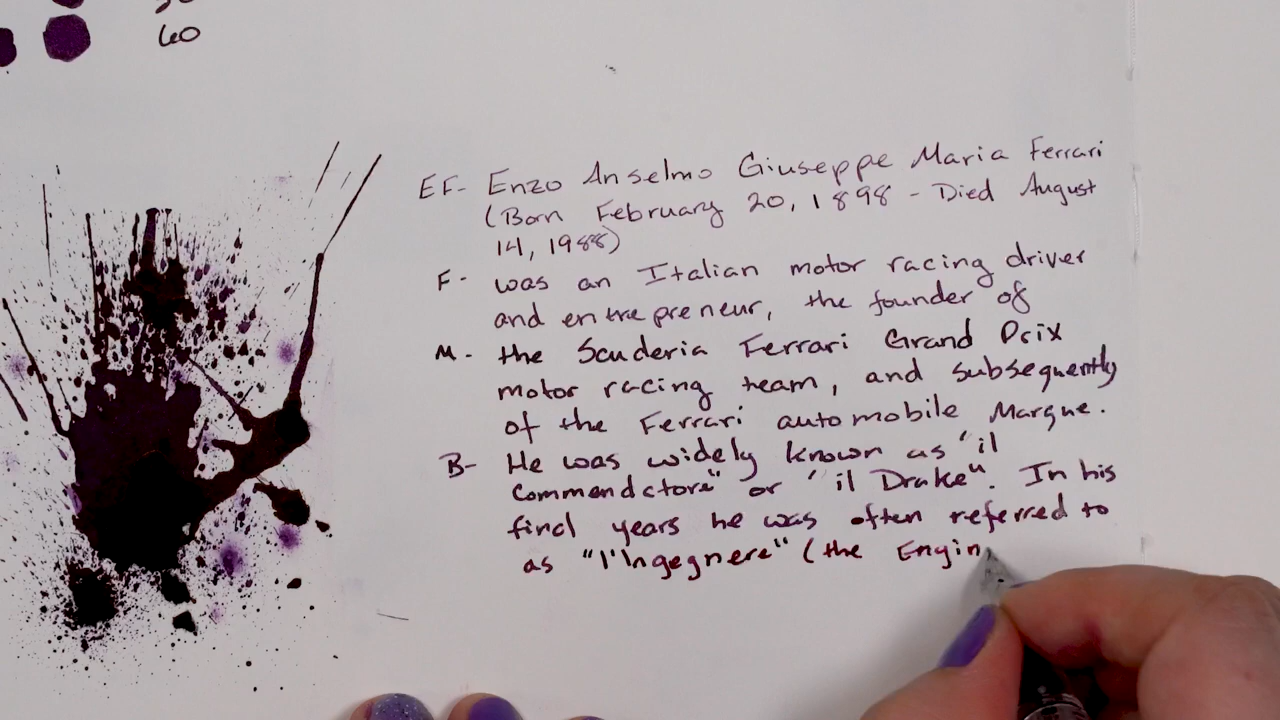 60
EF- Enzo Anselmo Giuseppe Maria Ferrari
(Born February 20, 1898 - Died August
14, 1988)
F- was an Italian motor racing driver
and entrepreneur, the founder of
M- the Scuderia Ferrari Grand Prix
motor racing team, and subsequently
of the Ferrari automobile Marque.
B- He was widely known as "il
Commendatore" or "il Drake". In his
final years he was often referred to
as "l'Ingegnere" (the Engin